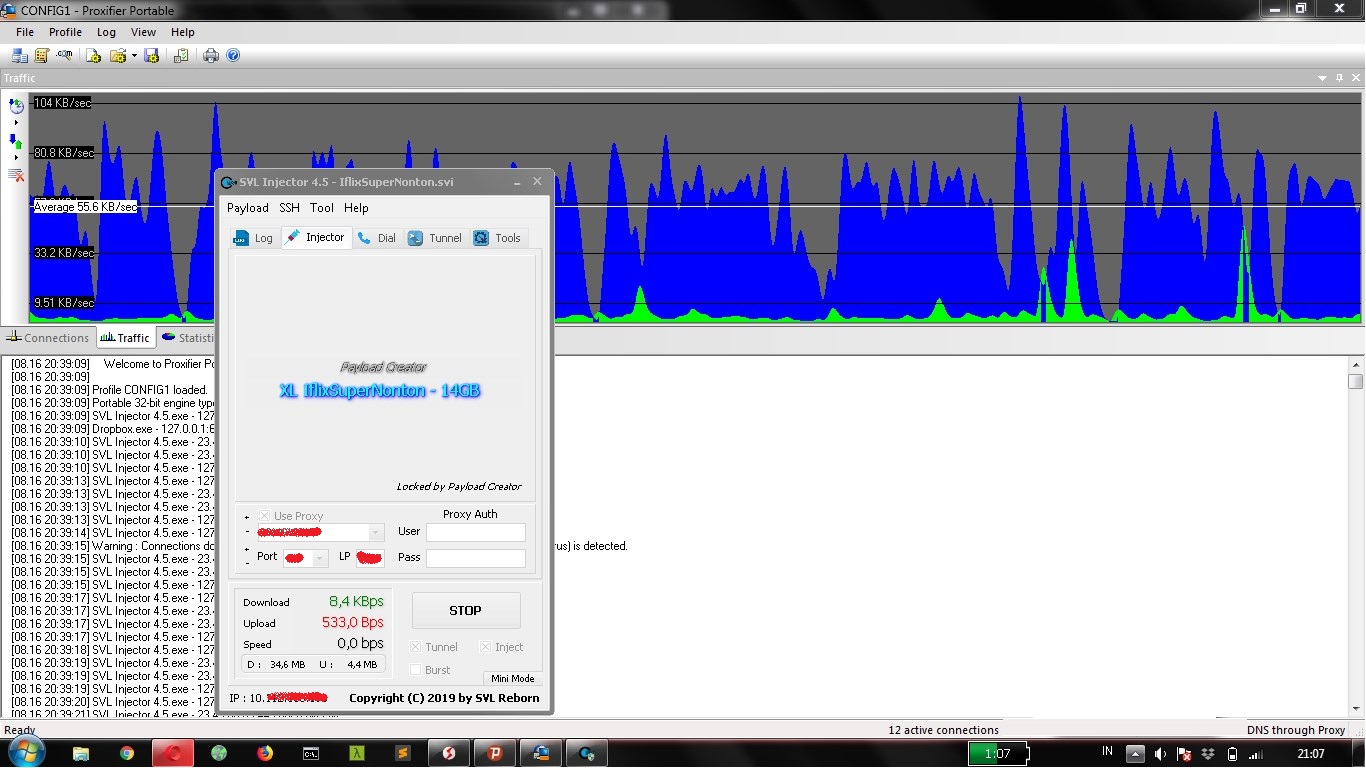 CONFIG1 - Proxifier Portable
File Profile Log View Help
Traffic
104 KB/sec
80.8 KB/sec
Average 55.6 KB/sec
33.2 KB/sec
9.51 KB/sec
Connections Traffic Statisti
[08.16 20:39:09] Welcome to Proxifier Po
[08.16 20:39:09]
[08.16 20:39:09] Profile CONFIG1 loaded.
[08.16 20:39:09] Portable 32-bit engine type
[08.16 20:39:09] SVL Injector 4.5.exe - 127
[08.16 20:39:09] Dropbox.exe - 127.0.0.1:6
[08.16 20:39:10] SVL Injector 4.5.exe - 23.4
[08.16 20:39:10] SVL Injector 4.5.exe - 23.4
[08.16 20:39:10] SVL Injector 4.5.exe - 127
[08.16 20:39:13] SVL Injector 4.5.exe - 23.4
[08.16 20:39:13] SVL Injector 4.5.exe - 23.4
[08.16 20:39:13] SVL Injector 4.5.exe - 127
[08.16 20:39:13] SVL Injector 4.5.exe - 23.4
[08.16 20:39:14] SVL Injector 4.5.exe - 127
[08.16 20:39:15] Warning : Connections do
rus) is detected.
[08.16 20:39:15] SVL Injector 4.5.exe - 23.4
[08.16 20:39:15] SVL Injector 4.5.exe - 23.4
[08.16 20:39:15] SVL Injector 4.5.exe - 127
[08.16 20:39:17] SVL Injector 4.5.exe - 23.4
[08.16 20:39:17] SVL Injector 4.5.exe - 23.4
[08.16 20:39:17] SVL Injector 4.5.exe - 127
[08.16 20:39:17] SVL Injector 4.5.exe - 23.4
[08.16 20:39:18] SVL Injector 4.5.exe - 127
[08.16 20:39:19] SVL Injector 4.5.exe - 23.4
[08.16 20:39:19] SVL Injector 4.5.exe - 23.4
[08.16 20:39:19] SVL Injector 4.5.exe - 127
[08.16 20:39:20] SVL Injector 4.5.exe - 127
[08.16 20:39:21] SVL Injector 4.5.exe - 23.4
SVL Injector 4.5 - IflixSuperNonton.svi
Payload SSH Tool Help
Log Injector Dial Tunnel Tools
Payload Creator
XL IflixSuperNonton - 14GB
Locked by Payload Creator
Use Proxy
Proxy Auth
User
Port LP Pass
Download 8,4 KBps
Upload 533,0 Bps
Speed 0,0 bps
D : 34,6 MB U : 4,4 MB
STOP
Tunnel Inject
Burst
Mini Mode
IP : 10.
Copyright (C) 2019 by SVL Reborn
Ready
12 active connections
DNS through Proxy
1:07
IN
21:07